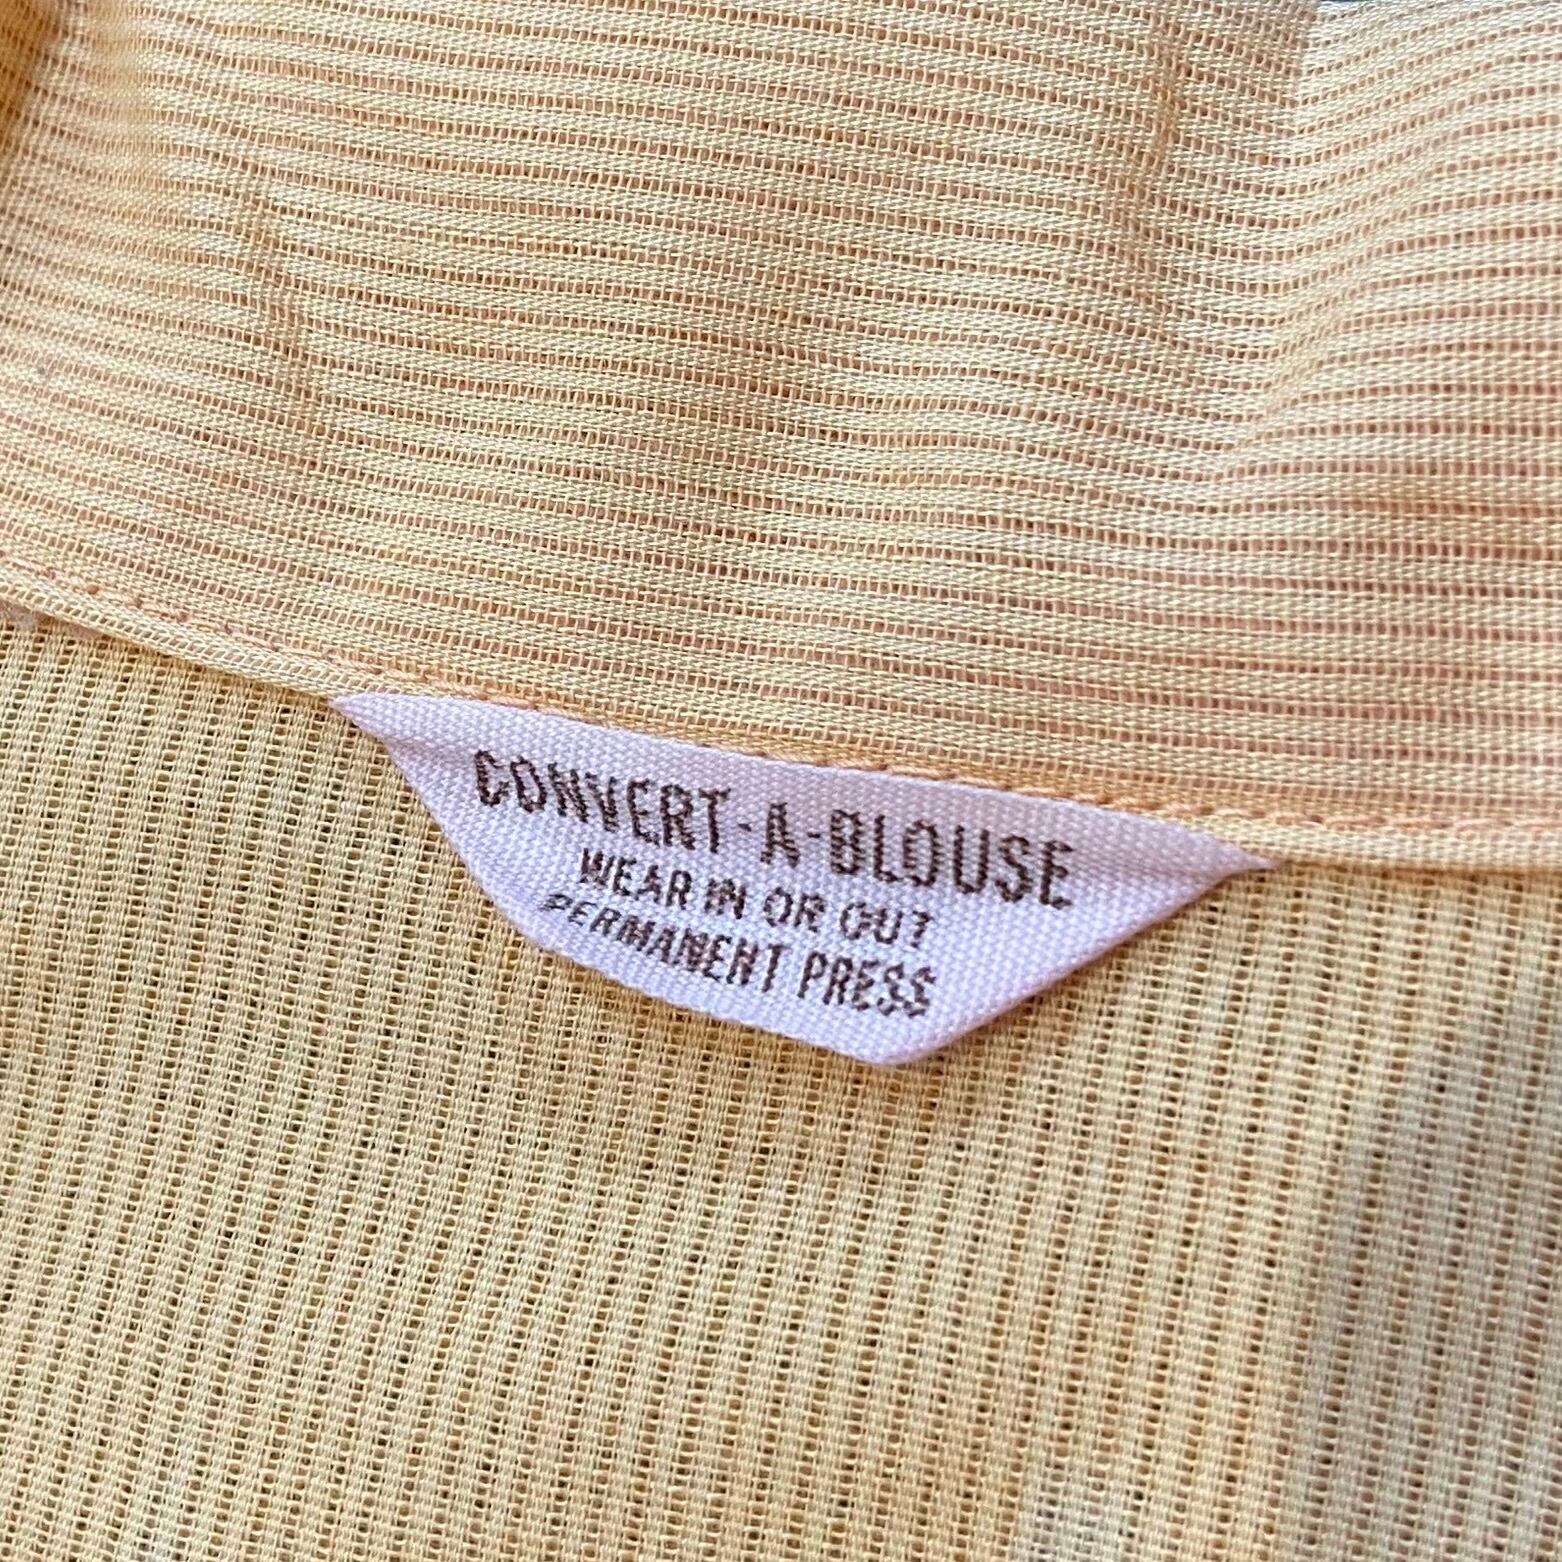 CONVERT-A-BLOUSE
WEAR IN OR OUT
PERMANENT PRESS